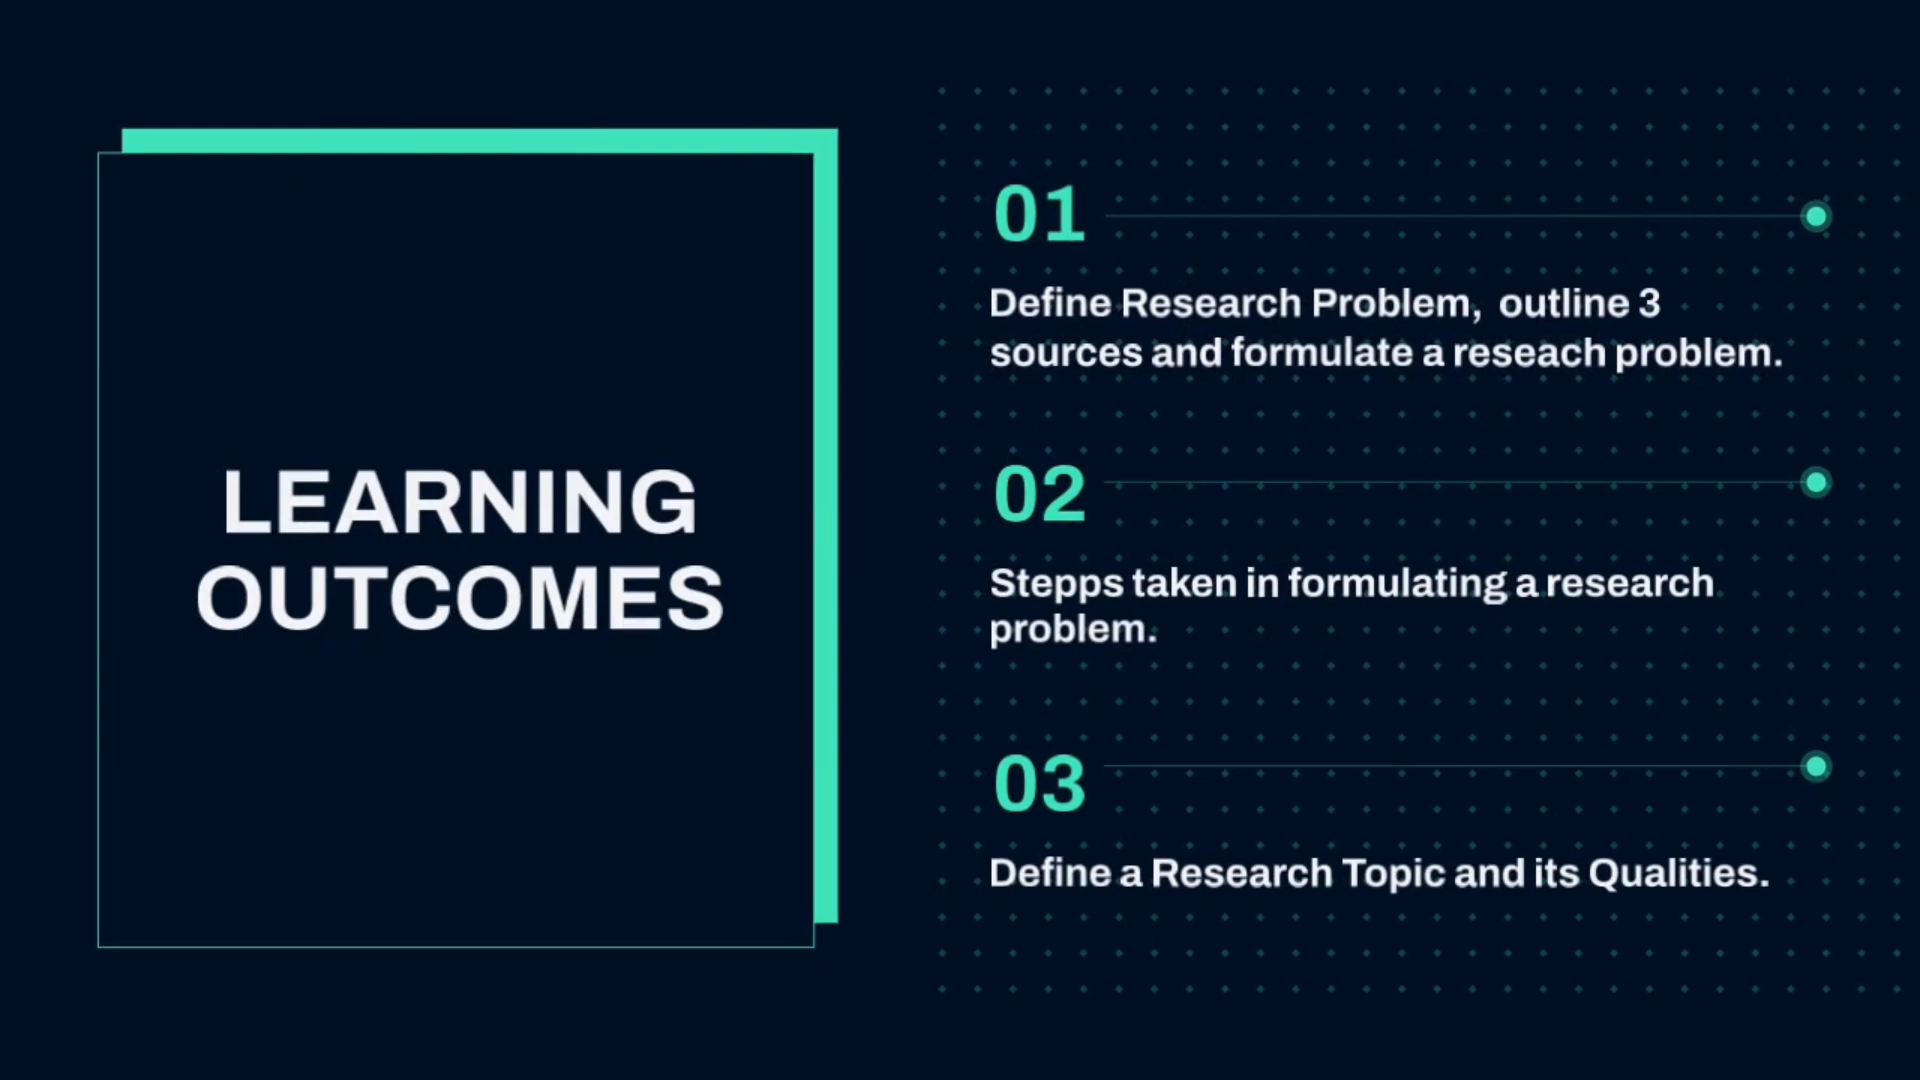 LEARNING
OUTCOMES
01
Define Research Problem,  outline 3
sources and formulate a reseach problem.
02
Stepps taken in formulating a research
problem.
03
Define a Research Topic and its Qualities.